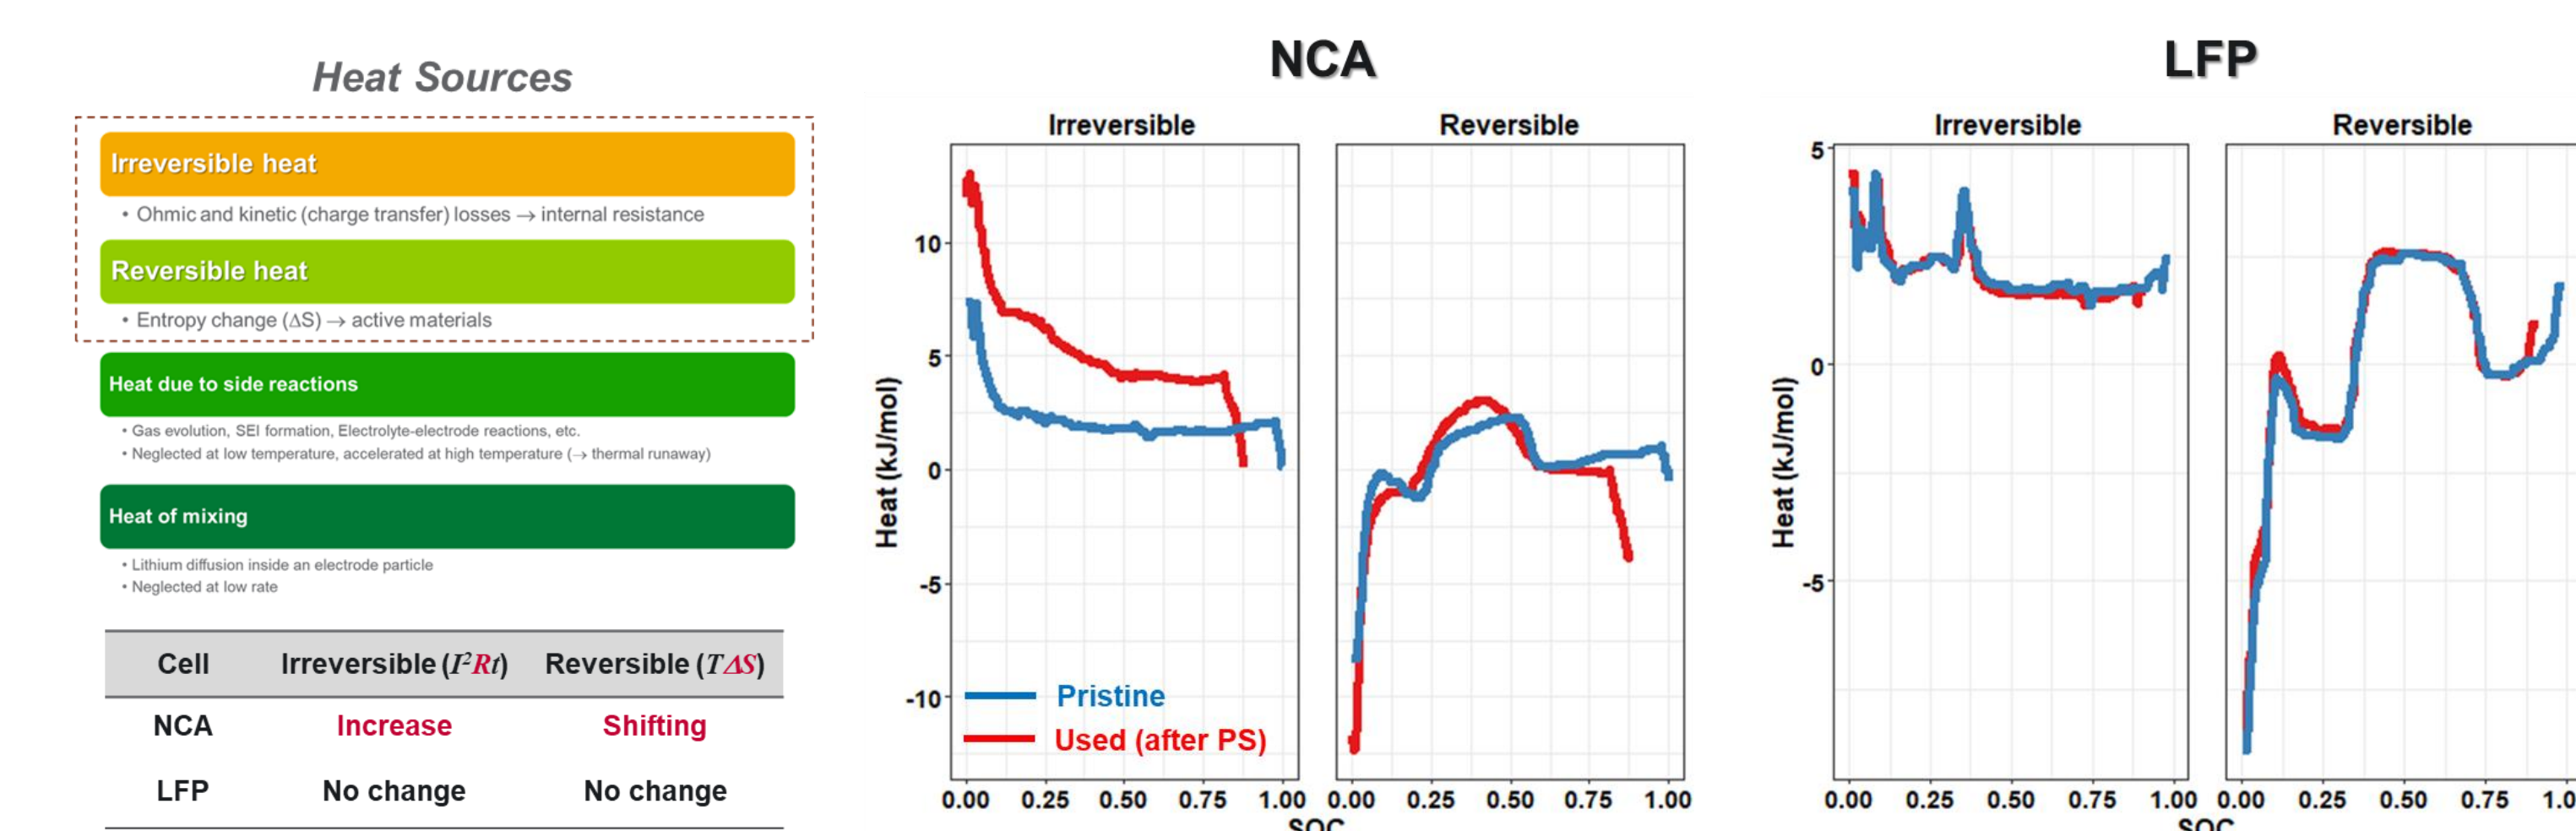 Heat Sources
Irreversible heat
• Ohmic and kinetic (charge transfer) losses → internal resistance
Reversible heat
• Entropy change (ΔS) → active materials
Heat due to side reactions
• Gas evolution, SEI formation, Electrolyte-electrode reactions, etc.
• Neglected at low temperature, accelerated at high temperature (→ thermal runaway)
Heat of mixing
• Lithium diffusion inside an electrode particle
• Neglected at low rate
Cell Irreversible (I²Rt) Reversible (TΔS)
NCA Increase Shifting
LFP No change No change
NCA
Irreversible Reversible
Heat (kJ/mol)
10
5
0
-5
-10
Pristine
Used (after PS)
0.00 0.25 0.50 0.75 1.00 0.00 0.25 0.50 0.75 1.00
SOC
LFP
Irreversible Reversible
Heat (kJ/mol)
5
0
-5
0.00 0.25 0.50 0.75 1.00 0.00 0.25 0.50 0.75 1.0
SOC